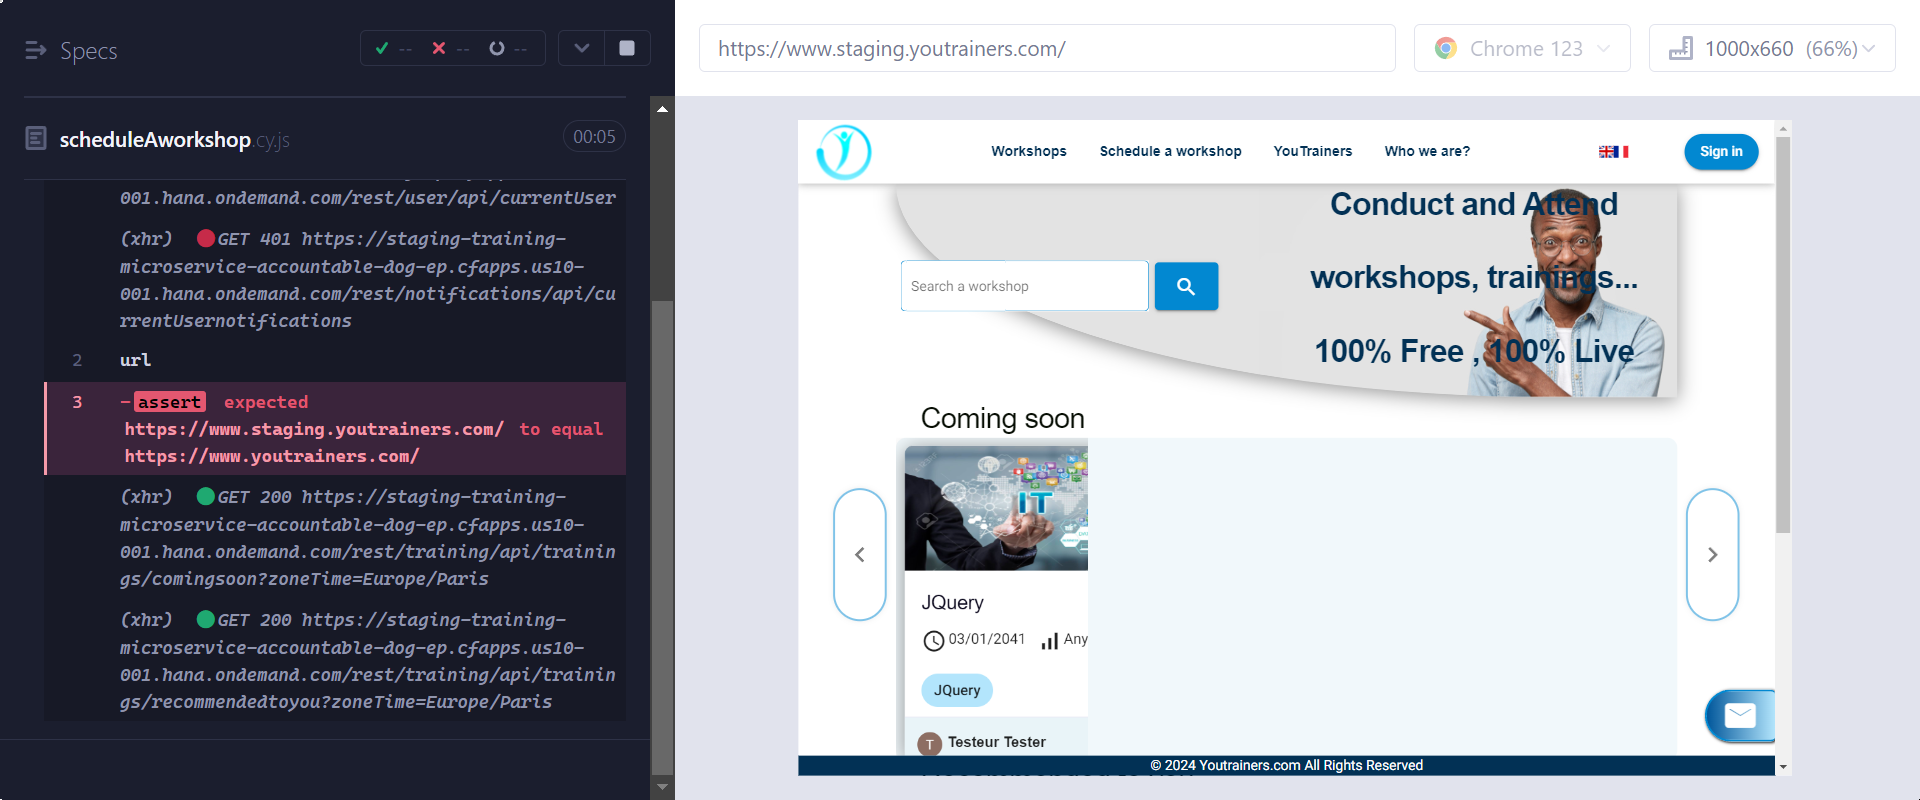 Specs
-- -- --
scheduleAworkshop.cy.js
00:05
001.hana.ondemand.com/rest/user/api/currentUser
(xhr) GET 401 https://staging-training-
microservice-accountable-dog-ep.cfapps.us10-
001.hana.ondemand.com/rest/notifications/api/cu
rrentUsernotifications
2 url
3 -assert expected
https://www.staging.youtrainers.com/ to equal
https://www.youtrainers.com/
(xhr) GET 200 https://staging-training-
microservice-accountable-dog-ep.cfapps.us10-
001.hana.ondemand.com/rest/training/api/trainin
gs/comingsoon?zoneTime=Europe/Paris
(xhr) GET 200 https://staging-training-
microservice-accountable-dog-ep.cfapps.us10-
001.hana.ondemand.com/rest/training/api/trainin
gs/recommendedtoyou?zoneTime=Europe/Paris
https://www.staging.youtrainers.com/
Chrome 123
1000x660 (66%)
Workshops Schedule a workshop YouTrainers Who we are? Sign in
Conduct and Attend
workshops, trainings...
100% Free , 100% Live
Search a workshop
Coming soon
IT
JQuery
03/01/2041 Any
JQuery
T Testeur Tester
© 2024 Youtrainers.com All Rights Reserved